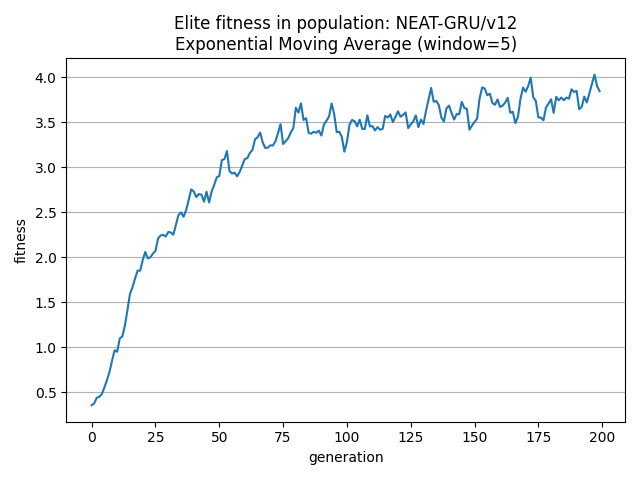 Elite fitness in population: NEAT-GRU/v12
Exponential Moving Average (window=5)
fitness
4.0
3.5
3.0
2.5
2.0
1.5
1.0
0.5
0 25 50 75 100 125 150 175 200
generation